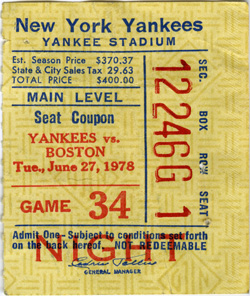 New York Yankees
YANKEE STADIUM
Est. Season Price $370.37
State & City Sales Tax 29.63
TOTAL PRICE $400.00
MAIN LEVEL
Seat Coupon
YANKEES vs.
BOSTON
Tue., June 27, 1978
GAME 34
Admit One - Subject to conditions set forth
on the back hereof. NOT REDEEMABLE
NIGHT
GENERAL MANAGER
SEC. BOX ROW SEAT
12 246 G 1